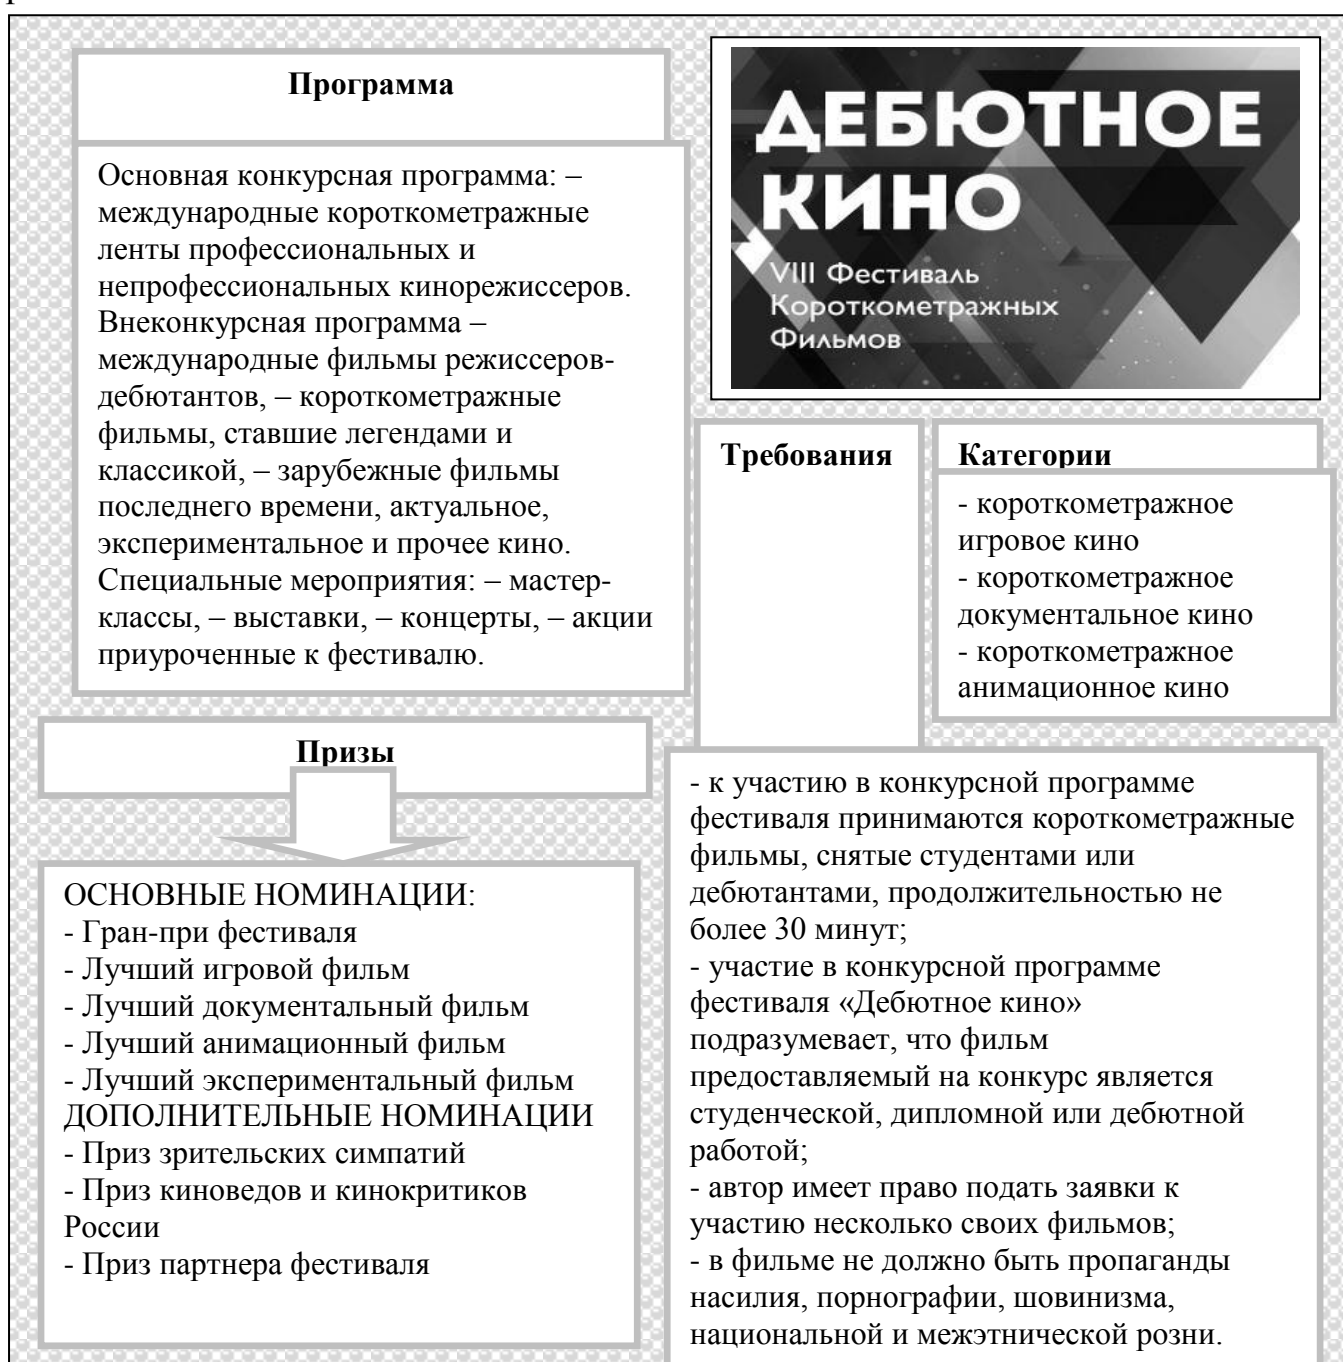 Программа
Основная конкурсная программа: –
международные короткометражные
ленты профессиональных и
непрофессиональных кинорежиссеров.
Внеконкурсная программа –
международные фильмы режиссеров-
дебютантов, – короткометражные
фильмы, ставшие легендами и
классикой, – зарубежные фильмы
последнего времени, актуальное,
экспериментальное и прочее кино.
Специальные мероприятия: – мастер-
классы, – выставки, – концерты, – акции
приуроченные к фестивалю.
ДЕБЮТНОЕ
КИНО
VIII Фестиваль
Короткометражных
Фильмов
Требования
Категории
- короткометражное
игровое кино
- короткометражное
документальное кино
- короткометражное
анимационное кино
Призы
ОСНОВНЫЕ НОМИНАЦИИ:
- Гран-при фестиваля
- Лучший игровой фильм
- Лучший документальный фильм
- Лучший анимационный фильм
- Лучший экспериментальный фильм
ДОПОЛНИТЕЛЬНЫЕ НОМИНАЦИИ
- Приз зрительских симпатий
- Приз киноведов и кинокритиков
России
- Приз партнера фестиваля
- к участию в конкурсной программе
фестиваля принимаются короткометражные
фильмы, снятые студентами или
дебютантами, продолжительностью не
более 30 минут;
- участие в конкурсной программе
фестиваля «Дебютное кино»
подразумевает, что фильм
предоставляемый на конкурс является
студенческой, дипломной или дебютной
работой;
- автор имеет право подать заявки к
участию несколько своих фильмов;
- в фильме не должно быть пропаганды
насилия, порнографии, шовинизма,
национальной и межэтнической розни.